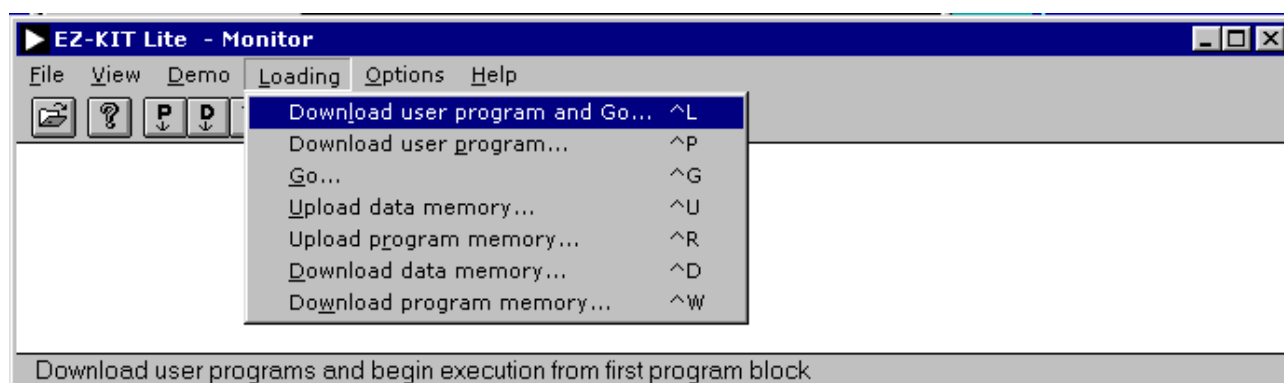 EZ-KIT Lite - Monitor
File View Demo Loading Options Help
P D
Download user program and Go... ^L
Download user program... ^P
Go... ^G
Upload data memory... ^U
Upload program memory... ^R
Download data memory... ^D
Download program memory... ^W
Download user programs and begin execution from first program block